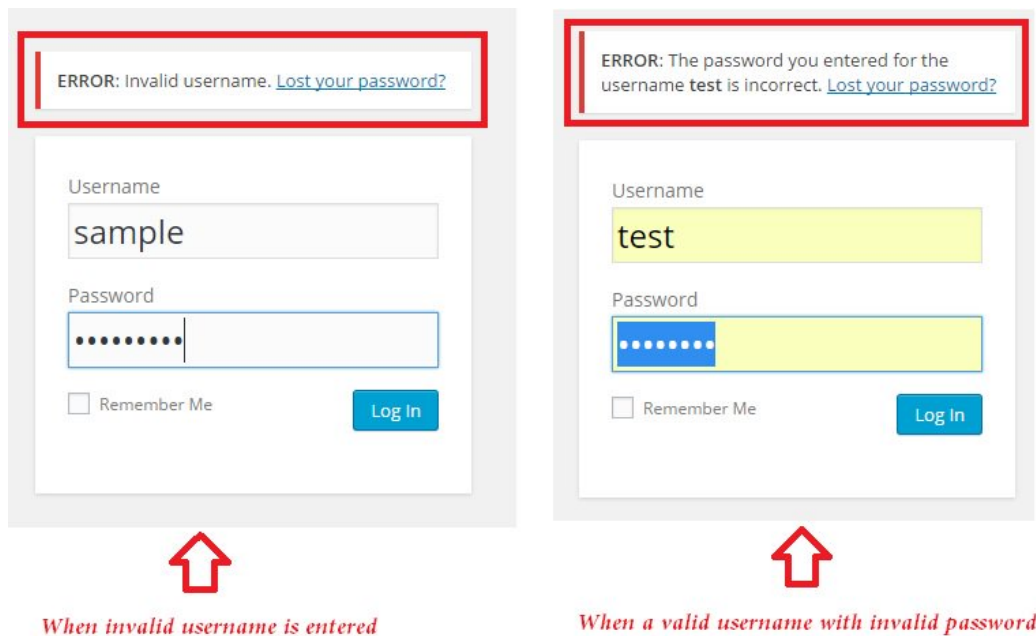 ERROR: Invalid username. Lost your password?
Username
sample
Password
•••••••••
Remember Me
Log In
When invalid username is entered
ERROR: The password you entered for the
username test is incorrect. Lost your password?
Username
test
Password
••••••••
Remember Me
Log In
When a valid username with invalid password